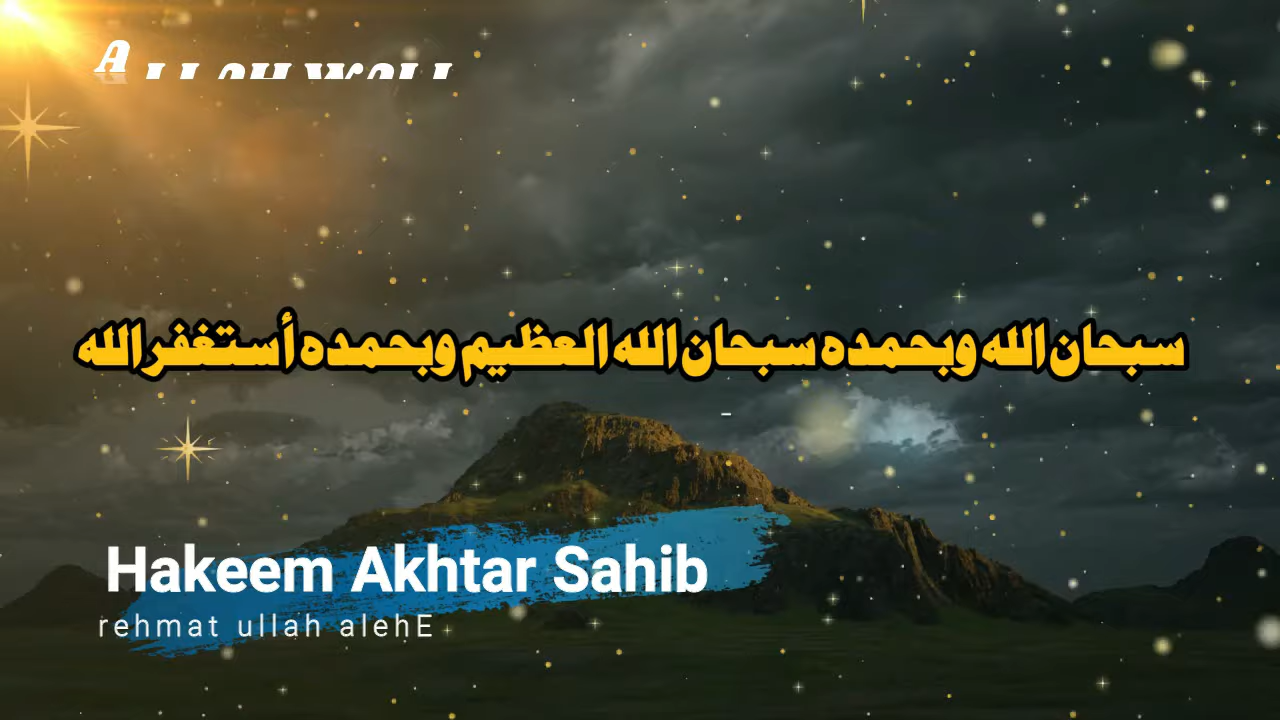 سبحان الله وبحمده سبحان الله العظيم وبحمده أستغفر الله
Hakeem Akhtar Sahib
rehmat ullah alehE